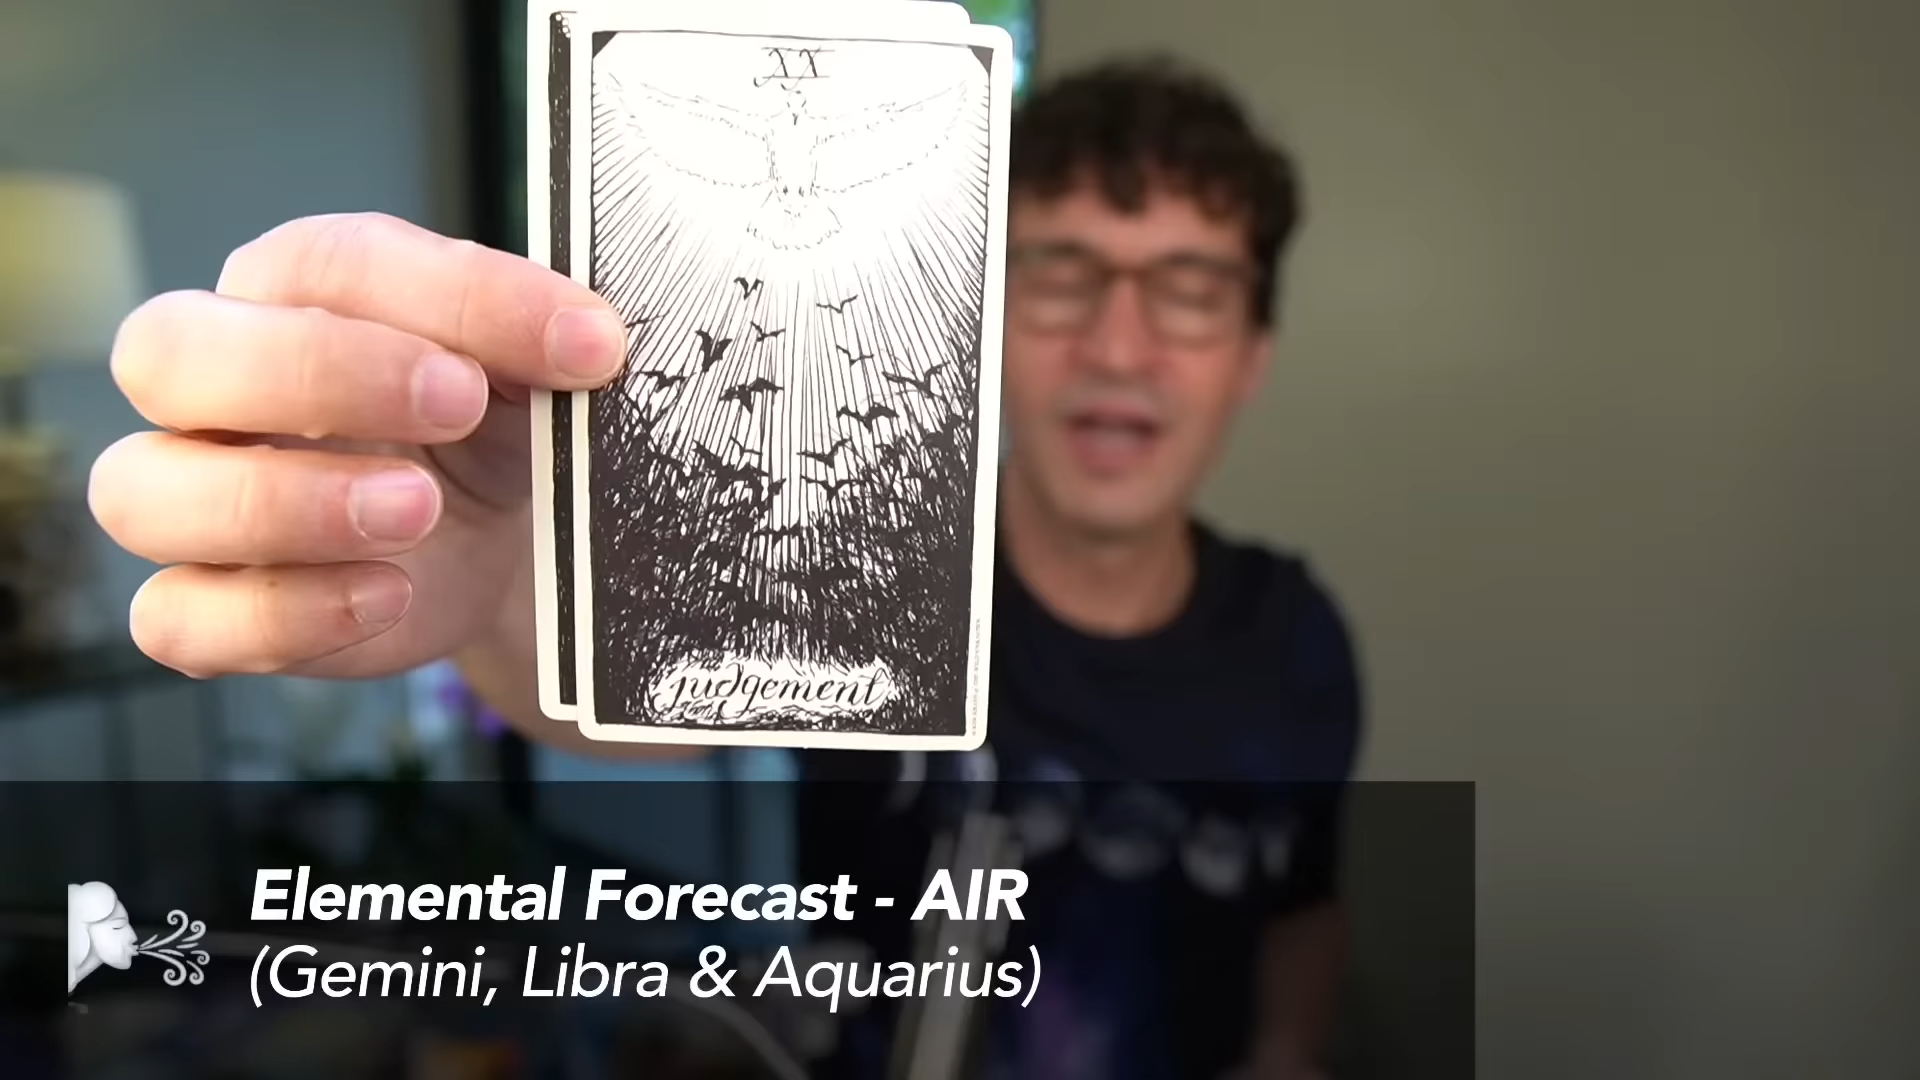 XX
judgement
Elemental Forecast - AIR
(Gemini, Libra & Aquarius)